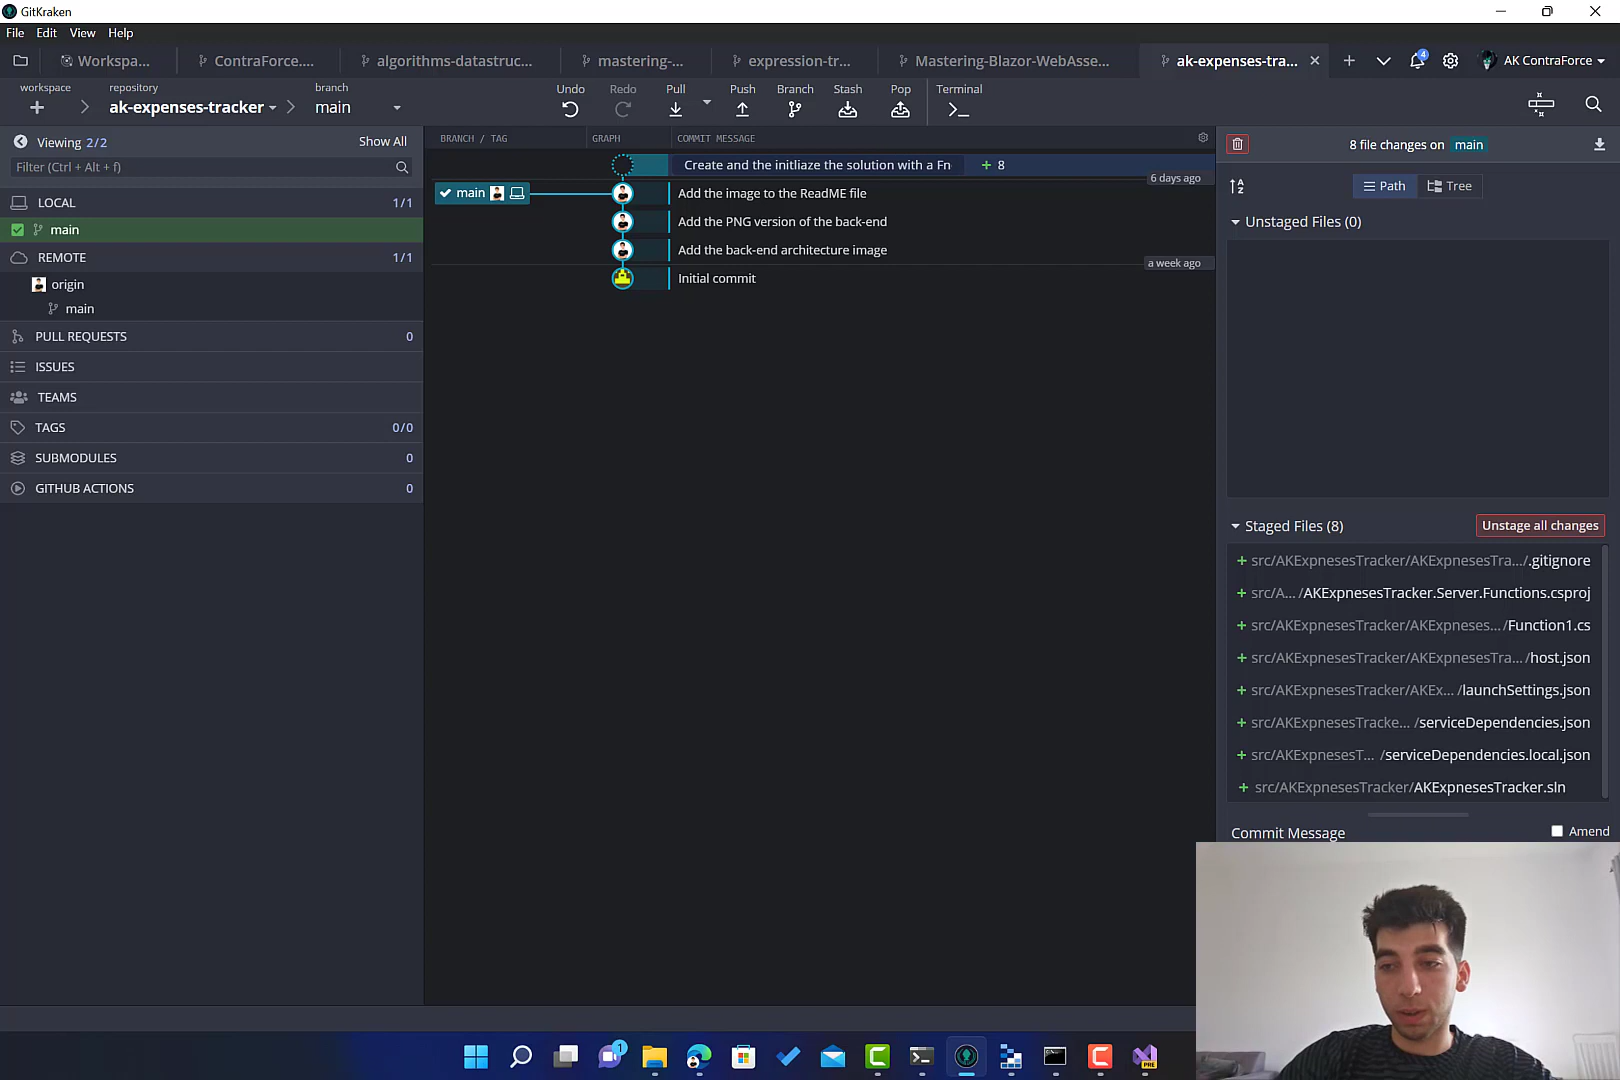 GitKraken
File Edit View Help
Workspa... ContraForce.... algorithms-datastruc... mastering-... expression-tr... Mastering-Blazor-WebAsse... ak-expenses-tra... 4 AK ContraForce
workspace repository branch
ak-expenses-tracker main
Undo Redo Pull Push Branch Stash Pop Terminal
Viewing 2/2 Show All
Filter (Ctrl + Alt + f)
LOCAL 1/1
main
REMOTE 1/1
origin
main
PULL REQUESTS 0
ISSUES
TEAMS
TAGS 0/0
SUBMODULES 0
GITHUB ACTIONS 0
BRANCH / TAG GRAPH COMMIT MESSAGE
Create and the initliaze the solution with a Fn + 8
6 days ago
main Add the image to the ReadME file
Add the PNG version of the back-end
Add the back-end architecture image
a week ago
Initial commit
8 file changes on main
Path Tree
Unstaged Files (0)
Staged Files (8) Unstage all changes
+ src/AKExpnesesTracker/AKExpnesesTra.../.gitignore
+ src/A... /AKExpnesesTracker.Server.Functions.csproj
+ src/AKExpnesesTracker/AKExpneses... /Function1.cs
+ src/AKExpnesesTracker/AKExpnesesTra... /host.json
+ src/AKExpnesesTracker/AKEx... /launchSettings.json
+ src/AKExpnesesTracke... /serviceDependencies.json
+ src/AKExpnesesT... /serviceDependencies.local.json
+ src/AKExpnesesTracker/AKExpnesesTracker.sln
Commit Message Amend
1
PRE